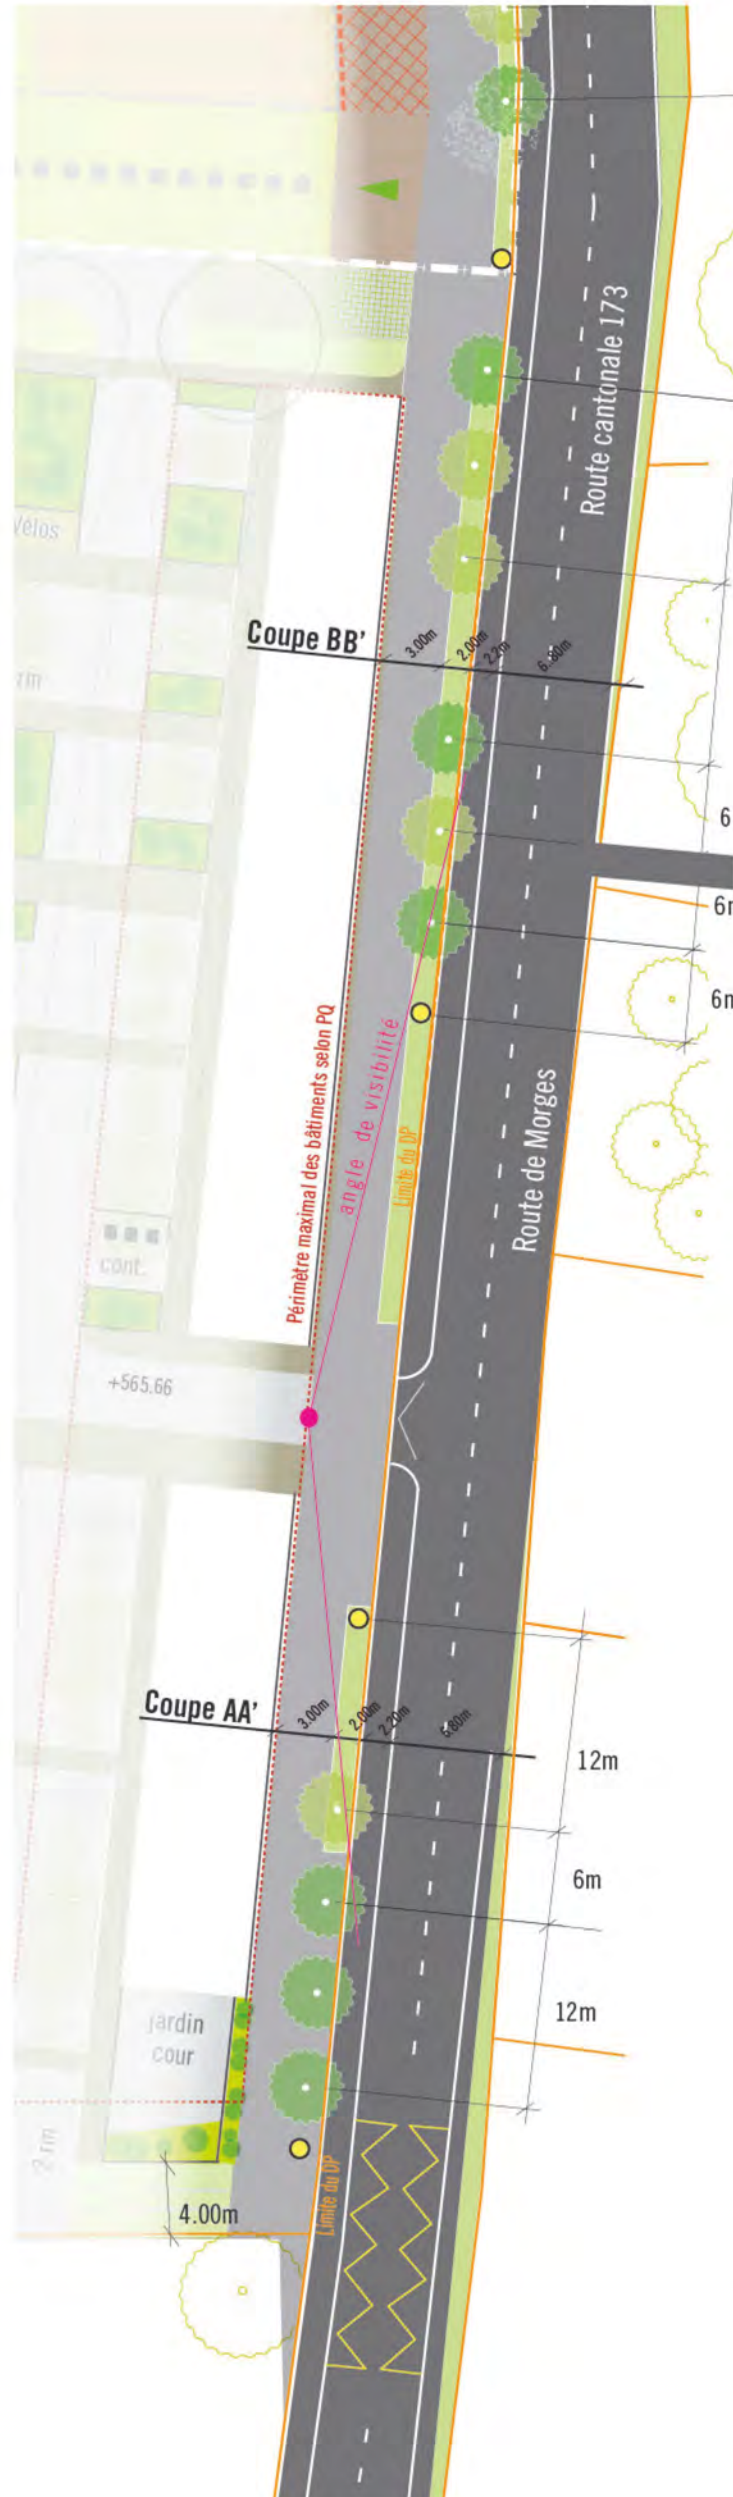 Route cantonale 173
Vélos
Coupe BB'
3.00m
2.00m
2.2m
6.80m
6
6m
6m
Périmètre maximal des bâtiments selon PQ
angle de visibilité
Limite du DP
Route de Morges
cont.
+565.66
Coupe AA'
3.00m
2.00m
2.20m
6.80m
12m
6m
12m
jardin
cour
Limite du DP
4.00m